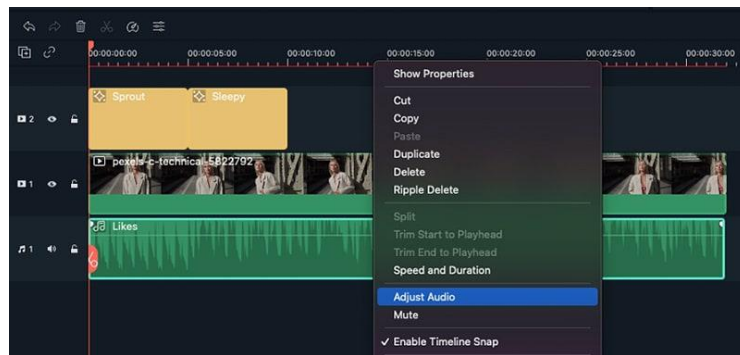 00:00:00:00 00:00:05:00 00:00:10:00 00:00:15:00 00:00:20:00 00:00:25:00 00:00:30:00
Show Properties
Sprout Sleepy
Cut
Copy
2
Paste
Duplicate
pexels-c-technical-5822792
Delete
1
Ripple Delete
Split
Likes
Trim Start to Playhead
1
Trim End to Playhead
Speed and Duration
Adjust Audio
Mute
✓ Enable Timeline Snap